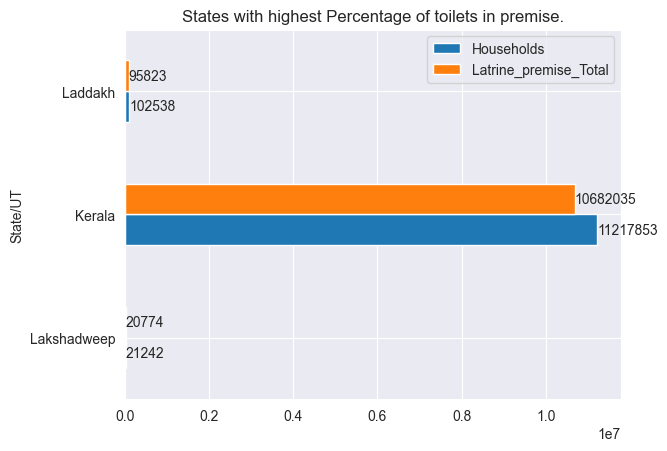 States with highest Percentage of toilets in premise.
Households
Latrine_premise_Total
State/UT
Laddakh
95823
102538
Kerala
10682035
11217853
Lakshadweep
20774
21242
0.0 0.2 0.4 0.6 0.8 1.0
1e7